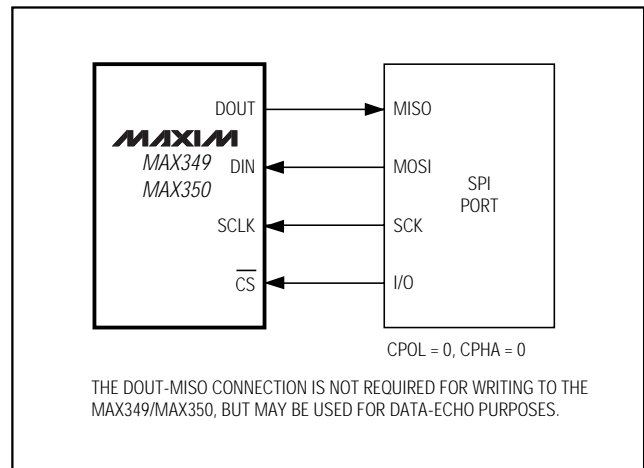 DOUT MISO
MAXIM
MAX349 DIN MOSI
MAX350
SPI
PORT
SCLK SCK
CS I/O
CPOL = 0, CPHA = 0
THE DOUT-MISO CONNECTION IS NOT REQUIRED FOR WRITING TO THE
MAX349/MAX350, BUT MAY BE USED FOR DATA-ECHO PURPOSES.